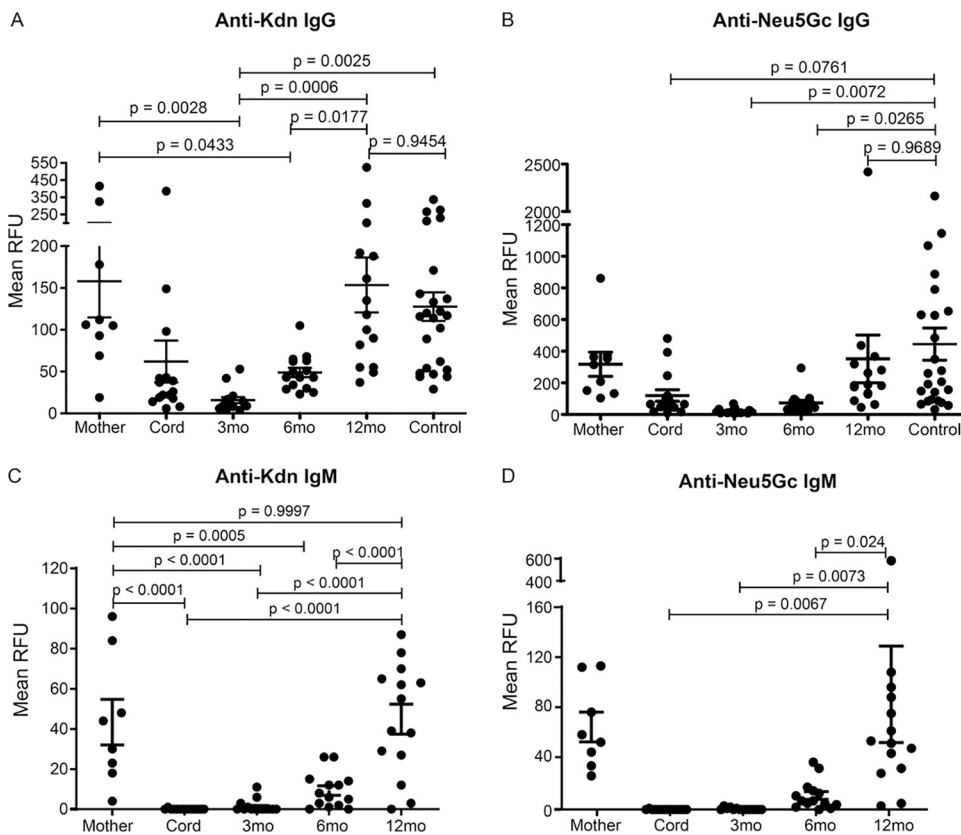 A
Anti-Kdn IgG
p = 0.0025
p = 0.0006
p = 0.0028
p = 0.0177
p = 0.0433
p = 0.9454
Mean RFU
550
450
350
250
200
150
100
50
0
Mother Cord 3mo 6mo 12mo Control
B
Anti-Neu5Gc IgG
p = 0.0761
p = 0.0072
p = 0.0265
p = 0.9689
Mean RFU
2500
2000
1200
1000
800
600
400
200
0
Mother Cord 3mo 6mo 12mo Control
C
Anti-Kdn IgM
p = 0.9997
p = 0.0005
p < 0.0001
p < 0.0001
p < 0.0001
p < 0.0001
p < 0.0001
Mean RFU
120
100
80
60
40
20
0
Mother Cord 3mo 6mo 12mo
D
Anti-Neu5Gc IgM
p = 0.024
p = 0.0073
p = 0.0067
Mean RFU
600
400
160
120
80
40
0
Mother Cord 3mo 6mo 12mo